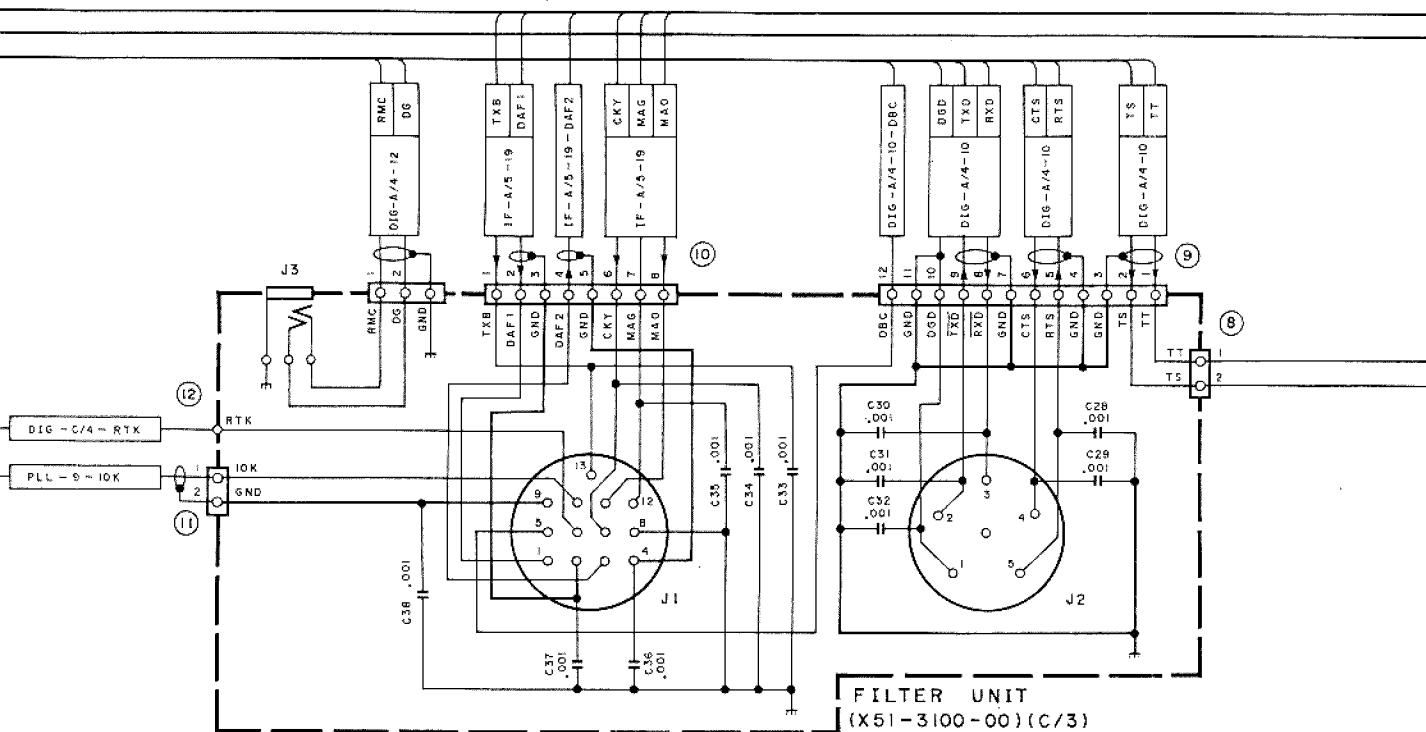 RMC DG
TXB DAF1
CKY MAG MAO
DGD TXD RXD
CTS RTS
TS TT
DIG-A/4-12
IF-A/5-19
IF-A/5-19-DAF2
IF-A/5-19
DIG-A/4-10-DBC
DIG-A/4-10
DIG-A/4-10
DIG-A/4-10
J3
1 2
1 2 3 4 5 6 7 8
10
12 11 10 9 8 7 6 5 4 3 2 1
9
RMC DG GND
TXB DAF1 GND DAF2 GND CKY MAG MAO
DBC GND DGD TXD RXD GND CTS RTS GND GND TS TT
8
TT 1
TS 2
12
DIG-C/4-RTK
RTK
PLL-9-10K
1 10K
2 GND
11
13
9 12
5 8
1 4
J1
C38 .001
C37 .001
C36 .001
C35 .001
C34 .001
C33 .001
C30 .001
C31 .001
C32 .001
C28 .001
C29 .001
3
2 4
1 5
J2
FILTER UNIT
(X51-3100-00)(C/3)